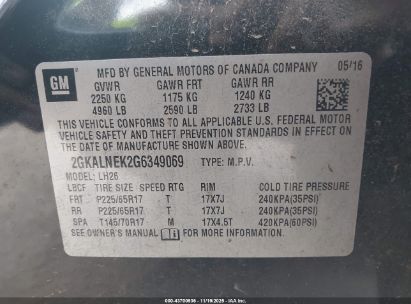 GM MFD BY GENERAL MOTORS OF CANADA COMPANY 05/16
GVWR GAWR FRT GAWR RR
2250 KG 1175 KG 1240 KG
4960 LB 2590 LB 2733 LB
THIS VEHICLE CONFORMS TO ALL APPLICABLE U.S. FEDERAL
MOTOR VEHICLE SAFETY AND THEFT PREVENTION STANDARDS IN EFFECT ON THE
DATE OF MANUFACTURE SHOWN ABOVE.
2GKALNEK2G6349069 TYPE: M.P.V.
MODEL: LH26
LBCF TIRE SIZE SPEED RTG RIM COLD TIRE PRESSURE
FRT P225/65R17 T 17X7J 240KPA(35PSI)
RR P225/65R17 T 17X7J 240KPA(35PSI)
SPA T145/70R17 M 17X4.5T 420KPA(60PSI)
SEE OWNER'S MANUAL FOR MORE INFORMATION.